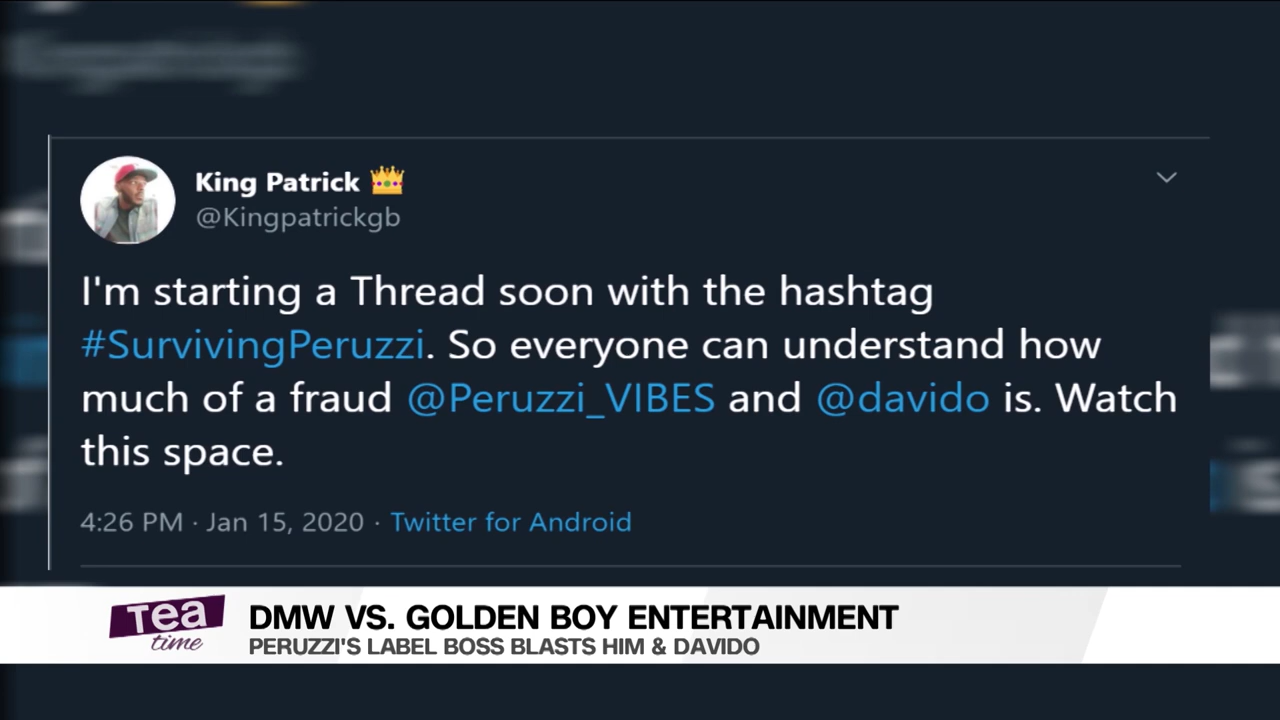 King Patrick 👑
@Kingpatrickgb
I'm starting a Thread soon with the hashtag
#SurvivingPeruzzi. So everyone can understand how
much of a fraud @Peruzzi_VIBES and @davido is. Watch
this space.
4:26 PM · Jan 15, 2020 · Twitter for Android
Tea
time
DMW VS. GOLDEN BOY ENTERTAINMENT
PERUZZI'S LABEL BOSS BLASTS HIM & DAVIDO